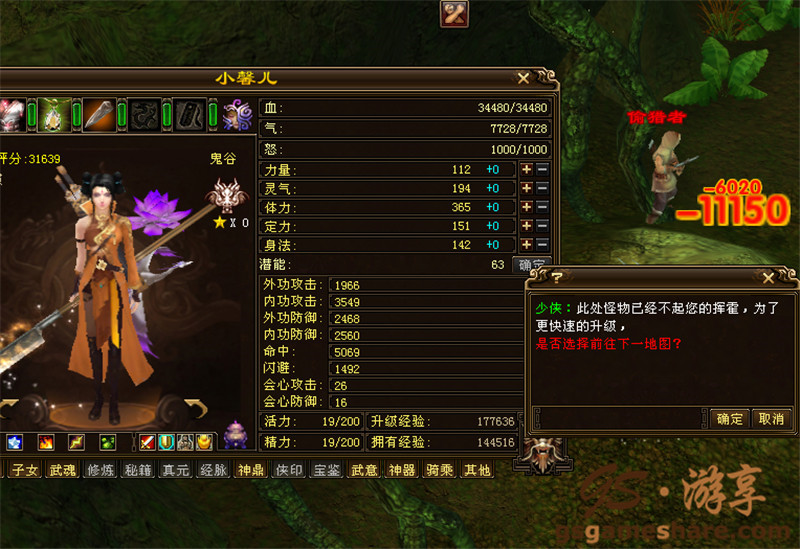 小馨儿
评分:31639
鬼谷
X 0
血: 34480/34480
气: 7728/7728
怒: 1000/1000
力量: 112 +0
灵气: 194 +0
体力: 365 +0
定力: 151 +0
身法: 142 +0
潜能: 63 确定
外功攻击: 1966
内功攻击: 3549
外功防御: 2468
内功防御: 2560
命中: 5069
闪避: 1492
会心攻击: 26
会心防御: 16
活力: 19/200 升级经验: 177636
精力: 19/200 拥有经验: 144516
子女 武魂 修炼 秘籍 真元 经脉 神鼎 侠印 宝鉴 武意 神器 骑乘 其他
偷猎者
-6020
-11150
?
少侠：此处怪物已经不起您的挥霍，为了
更快速的升级，
是否选择前往下一地图?
确定 取消
GS·游享
gsgameshare.com